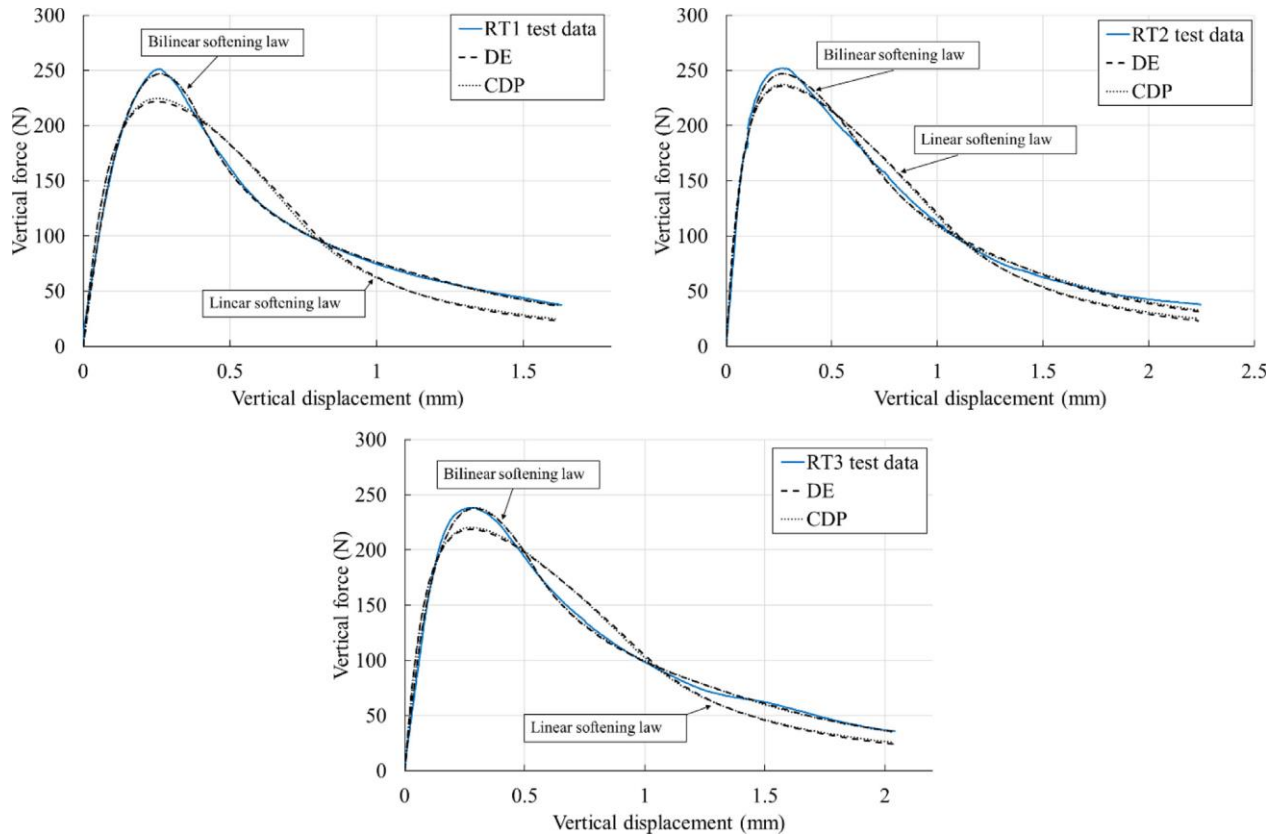 300
250
200
150
100
50
0
Vertical force (N)
Bilinear softening law
RT1 test data
DE
CDP
Linear softening law
0
0.5
1
1.5
Vertical displacement (mm)
300
250
200
150
100
50
0
Vertical force (N)
Bilinear softening law
RT2 test data
DE
CDP
Linear softening law
0
0.5
1
1.5
2
2.5
Vertical displacement (mm)
300
250
200
150
100
50
0
Vertical force (N)
Bilinear softening law
RT3 test data
DE
CDP
Linear softening law
0
0.5
1
1.5
2
Vertical displacement (mm)